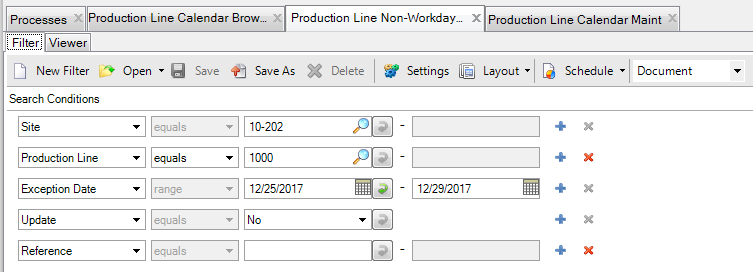 Processes Production Line Calendar Brow... Production Line Non-Workday... Production Line Calendar Maint
Filter Viewer
New Filter Open Save Save As Delete Settings Layout Schedule Document
Search Conditions
Site equals 10-202 -
Production Line equals 1000 -
Exception Date range 12/25/2017 - 12/29/2017
Update equals No
Reference equals -